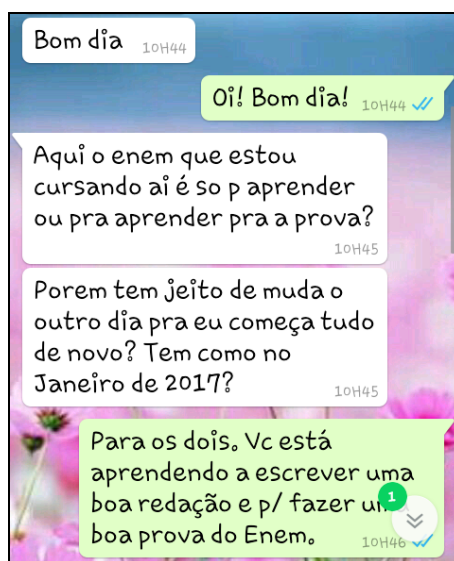 Bom dia 10H44
Oi! Bom dia! 10H44
Aqui o enem que estou
cursando ai é so p aprender
ou pra aprender pra a prova?
10H45
Porem tem jeito de muda o
outro dia pra eu começa tudo
de novo? Tem como no
Janeiro de 2017?
10H45
Para os dois. Vc está
aprendendo a escrever uma
boa redação e p/ fazer
boa prova do Enem. 10H46
1